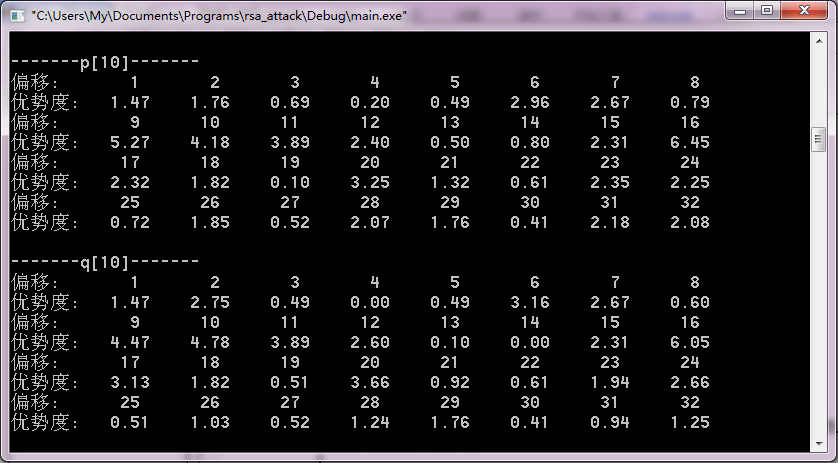 "C:\Users\My\Documents\Programs\rsa_attack\Debug\main.exe"
-------p[10]-------
偏移: 1 2 3 4 5 6 7 8
优势度: 1.47 1.76 0.69 0.20 0.49 2.96 2.67 0.79
偏移: 9 10 11 12 13 14 15 16
优势度: 5.27 4.18 3.89 2.40 0.50 0.80 2.31 6.45
偏移: 17 18 19 20 21 22 23 24
优势度: 2.32 1.82 0.10 3.25 1.32 0.61 2.35 2.25
偏移: 25 26 27 28 29 30 31 32
优势度: 0.72 1.85 0.52 2.07 1.76 0.41 2.18 2.08
-------q[10]-------
偏移: 1 2 3 4 5 6 7 8
优势度: 1.47 2.75 0.49 0.00 0.49 3.16 2.67 0.60
偏移: 9 10 11 12 13 14 15 16
优势度: 4.47 4.78 3.89 2.60 0.10 0.00 2.31 6.05
偏移: 17 18 19 20 21 22 23 24
优势度: 3.13 1.82 0.51 3.66 0.92 0.61 1.94 2.66
偏移: 25 26 27 28 29 30 31 32
优势度: 0.51 1.03 0.52 1.24 1.76 0.41 0.94 1.25